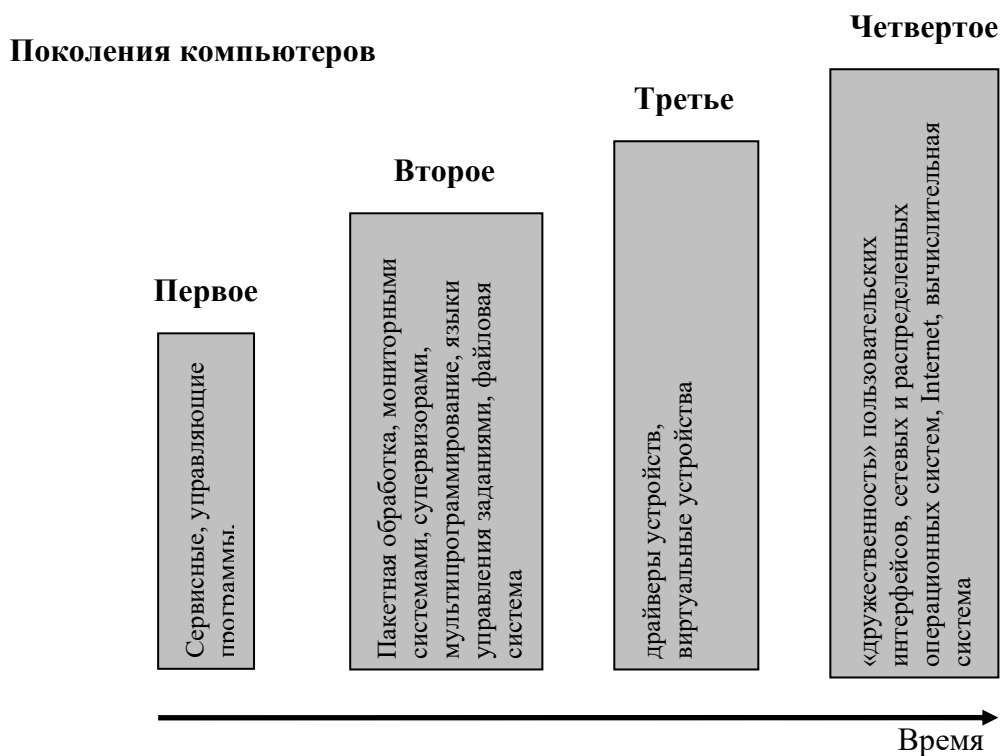 Поколения компьютеров
Первое
Сервисные, управляющие
программы.
Второе
Пакетная обработка, мониторными
системами, супервизорами,
мультипрограммирование, языки
управления заданиями, файловая
система
Третье
драйверы устройств,
виртуальные устройства
Четвертое
«дружественность» пользовательских
интерфейсов, сетевых и распределенных
операционных систем, Internet, вычислительная
система
Время